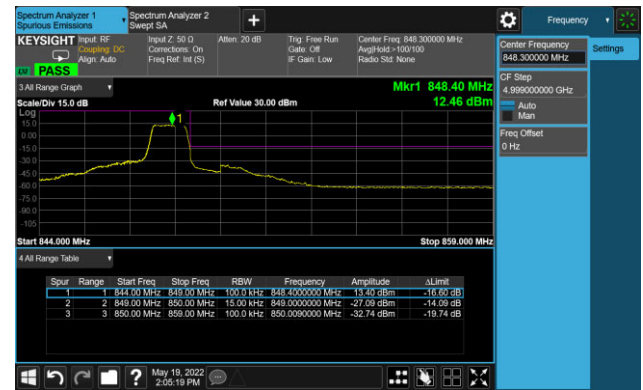 Spectrum Analyzer 1
Spurious Emissions
Spectrum Analyzer 2
Swept SA
Frequency
KEYSIGHT
Input: RF
Coupling: DC
Align: Auto
Input Z: 50 Ω
Corrections: On
Freq Ref: Int (S)
Atten: 20 dB
Trig: Free Run
Gate: Off
IF Gain: Low
Center Freq: 848.300000 MHz
Avg|Hold:>100/100
Radio Std: None
PASS
Center Frequency
848.300000 MHz
Settings
CF Step
4.999000000 GHz
Auto
Man
Freq Offset
0 Hz
3 All Range Graph
Mkr1 848.40 MHz
12.46 dBm
Scale/Div 15.0 dB
Ref Value 30.00 dBm
Log
15.0
0.00
-15.0
-30.0
-45.0
-60.0
-75.0
-90.0
-105
1
Start 844.000 MHz
Stop 859.000 MHz
4 All Range Table
Spur Range Start Freq Stop Freq RBW Frequency Amplitude ΔLimit
1 1 844.00 MHz 849.00 MHz 100.0 kHz 848.4000000 MHz 13.40 dBm -16.60 dB
2 2 849.00 MHz 850.00 MHz 15.00 kHz 849.0000000 MHz -27.09 dBm -14.09 dB
3 3 850.00 MHz 859.00 MHz 100.0 kHz 850.0090000 MHz -32.74 dBm -19.74 dB
May 19, 2022
2:05:19 PM